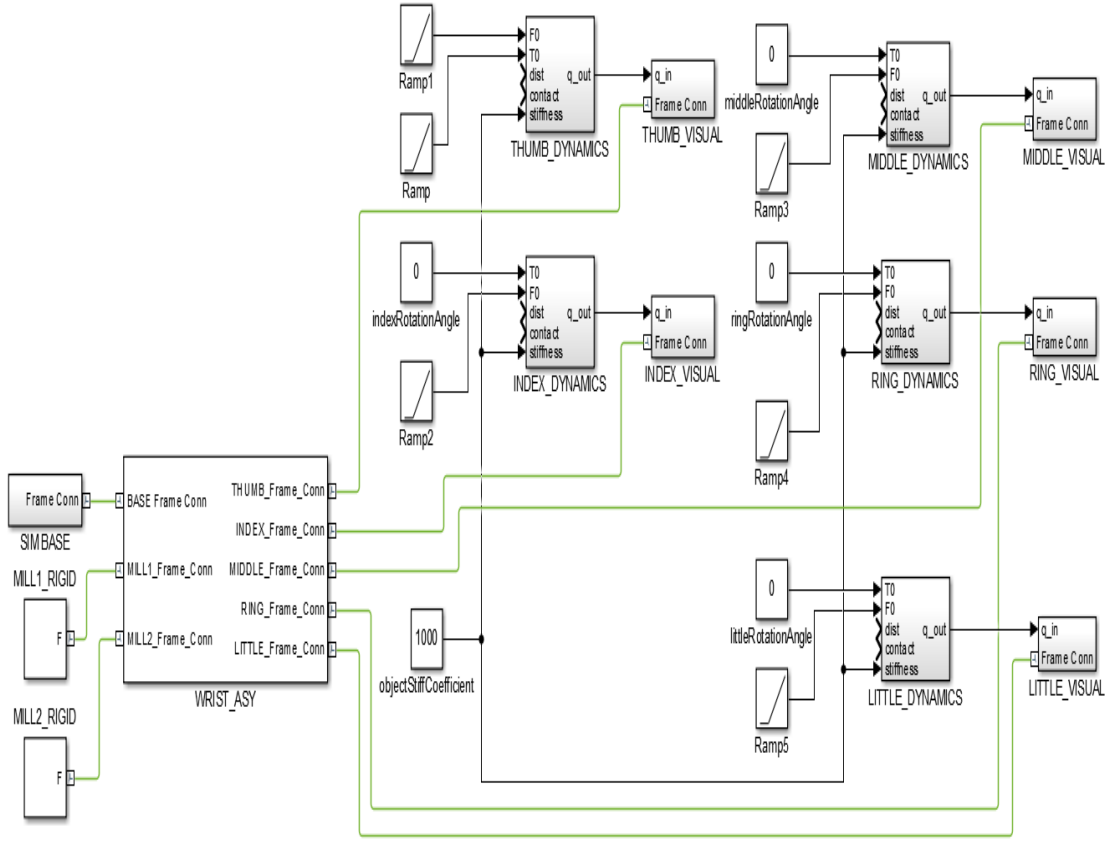 Ramp1
Ramp
F0
T0
dist
contact
stiffness
q_out
THUMB_DYNAMICS
q_in
Frame Conn
THUMB_VISUAL
0
middleRotationAngle
Ramp3
T0
F0
dist
contact
stiffness
q_out
MIDDLE_DYNAMICS
q_in
Frame Conn
MIDDLE_VISUAL
0
indexRotationAngle
Ramp2
T0
F0
dist
contact
stiffness
q_out
INDEX_DYNAMICS
q_in
Frame Conn
INDEX_VISUAL
0
ringRotationAngle
Ramp4
T0
F0
dist
contact
stiffness
q_out
RING_DYNAMICS
q_in
Frame Conn
RING_VISUAL
Frame Conn
SIMBASE
MILL1_RIGID
F
MILL2_RIGID
F
BASE Frame Conn
MILL1_Frame_Conn
MILL2_Frame_Conn
THUMB_Frame_Conn
INDEX_Frame_Conn
MIDDLE_Frame_Conn
RING_Frame_Conn
LITTLE_Frame_Conn
WRIST_ASY
1000
objectStiffCoefficient
0
littleRotationAngle
Ramp5
T0
F0
dist
contact
stiffness
q_out
LITTLE_DYNAMICS
q_in
Frame Conn
LITTLE_VISUAL